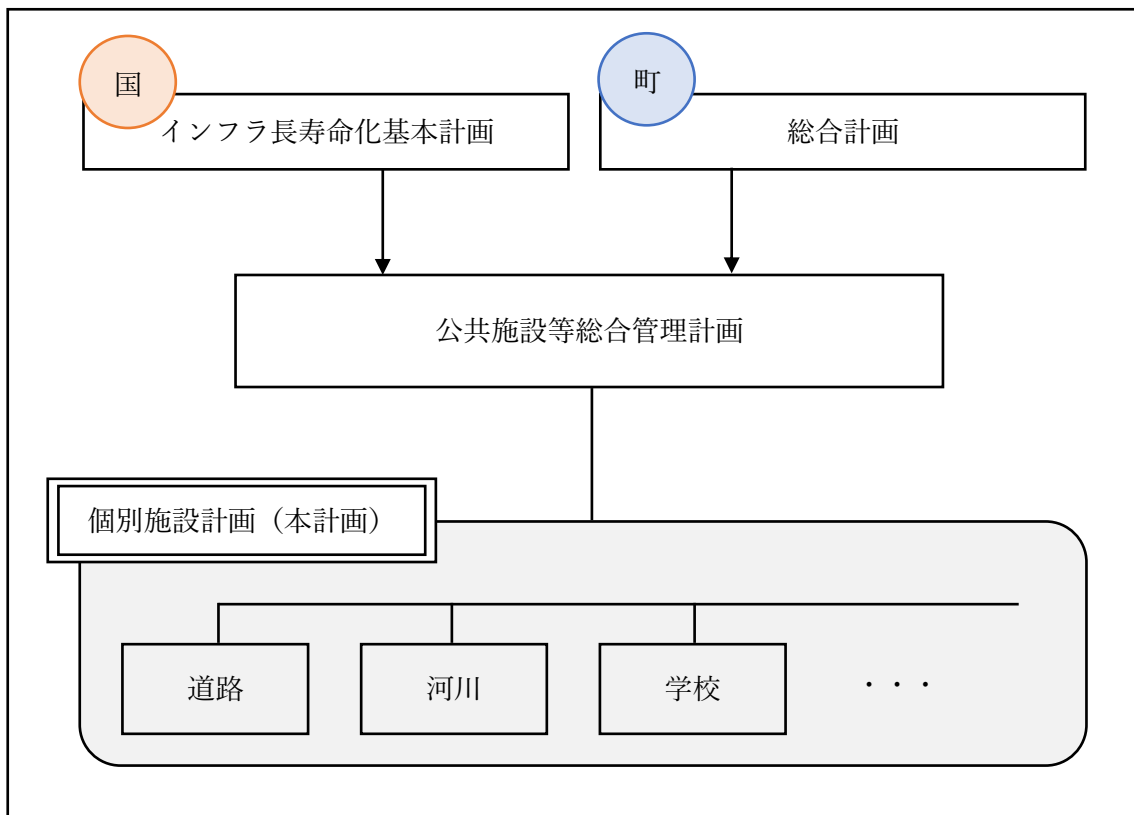 国
インフラ長寿命化基本計画
町
総合計画
公共施設等総合管理計画
個別施設計画（本計画）
道路
河川
学校
・・・